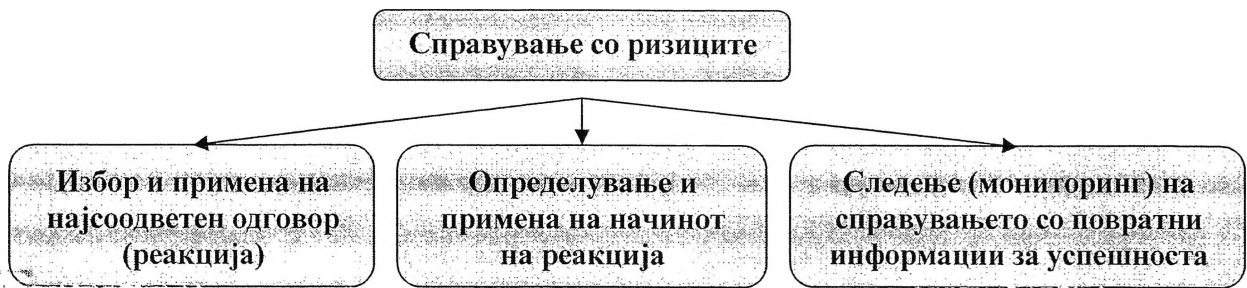 Справување со ризиците
Избор и примена на
најсоодветен одговор
(реакција)
Определување и
примена на начинот
на реакција
Следење (мониторинг) на
справувањето со повратни
информации за успешноста